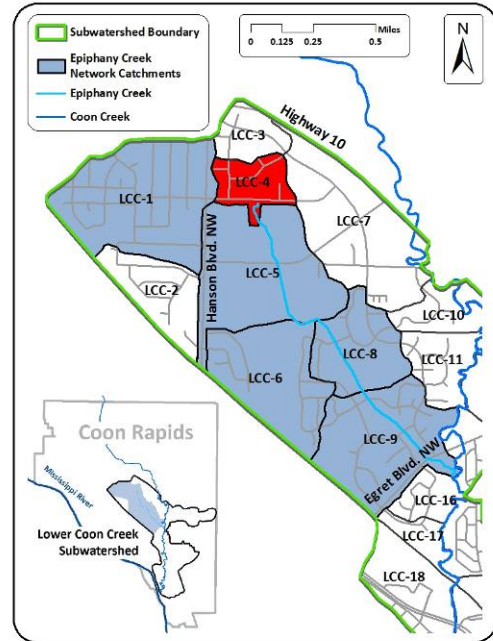 Subwatershed Boundary
Epiphany Creek
Network Catchments
Epiphany Creek
Coon Creek
Miles
0 0.125 0.25 0.5
N
Highway 10
LCC-3
LCC-4
LCC-1
LCC-7
Hanson Blvd. NW
LCC-5
LCC-2
LCC-10
LCC-8
LCC-11
LCC-6
LCC-9
Egret Blvd. NW
LCC-16
LCC-17
LCC-18
Coon Rapids
Mississippi River
Lower Coon Creek
Subwatershed